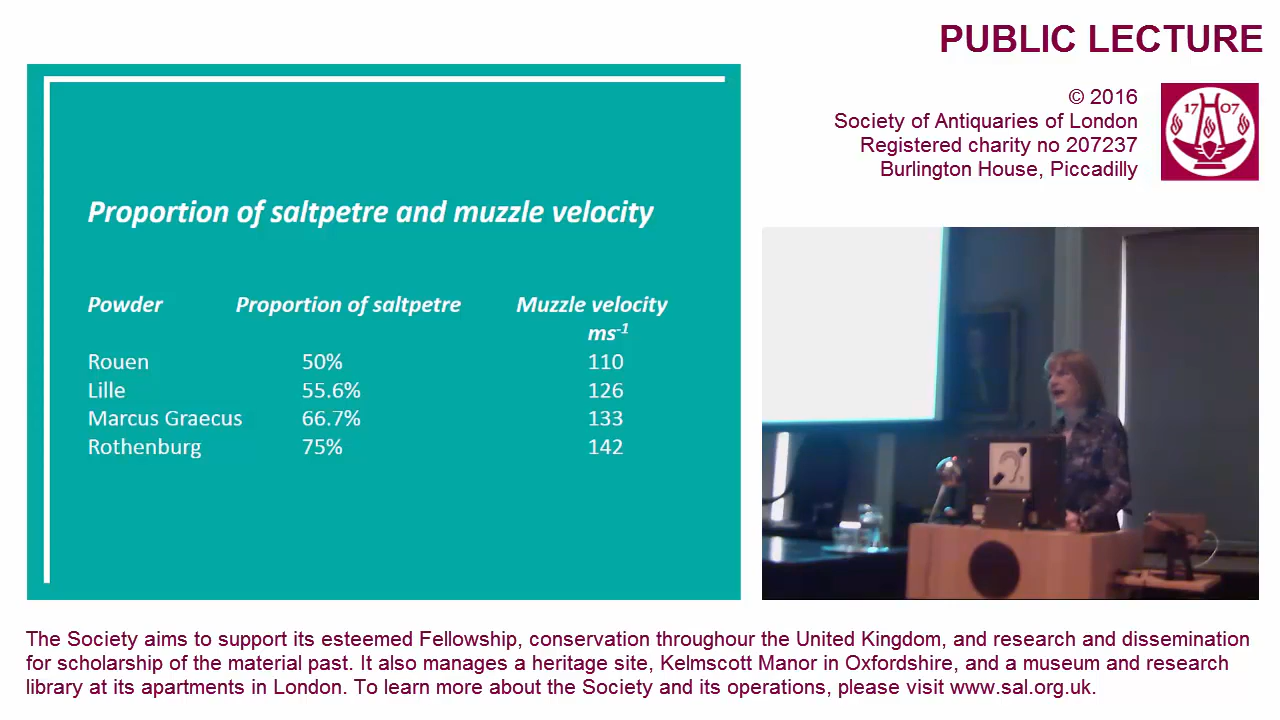 PUBLIC LECTURE
© 2016
Society of Antiquaries of London
Registered charity no 207237
Burlington House, Piccadilly
17 07
Proportion of saltpetre and muzzle velocity
Powder Proportion of saltpetre Muzzle velocity
ms-1
Rouen 50% 110
Lille 55.6% 126
Marcus Graecus 66.7% 133
Rothenburg 75% 142
The Society aims to support its esteemed Fellowship, conservation throughour the United Kingdom, and research and dissemination
for scholarship of the material past. It also manages a heritage site, Kelmscott Manor in Oxfordshire, and a museum and research
library at its apartments in London. To learn more about the Society and its operations, please visit www.sal.org.uk.